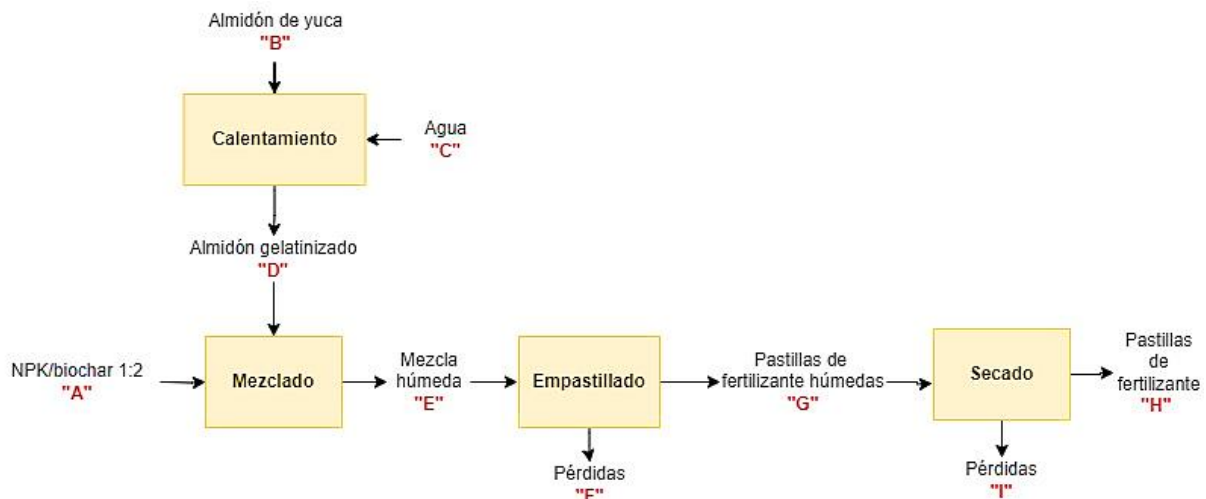 Almidón de yuca
"B"
Calentamiento
Agua
"C"
Almidón gelatinizado
"D"
NPK/biochar 1:2
"A"
Mezclado
Mezcla
húmeda
"E"
Empastillado
Pastillas de
fertilizante húmedas
"G"
Secado
Pastillas
de
fertilizante
"H"
Pérdidas
"F"
Pérdidas
"I"